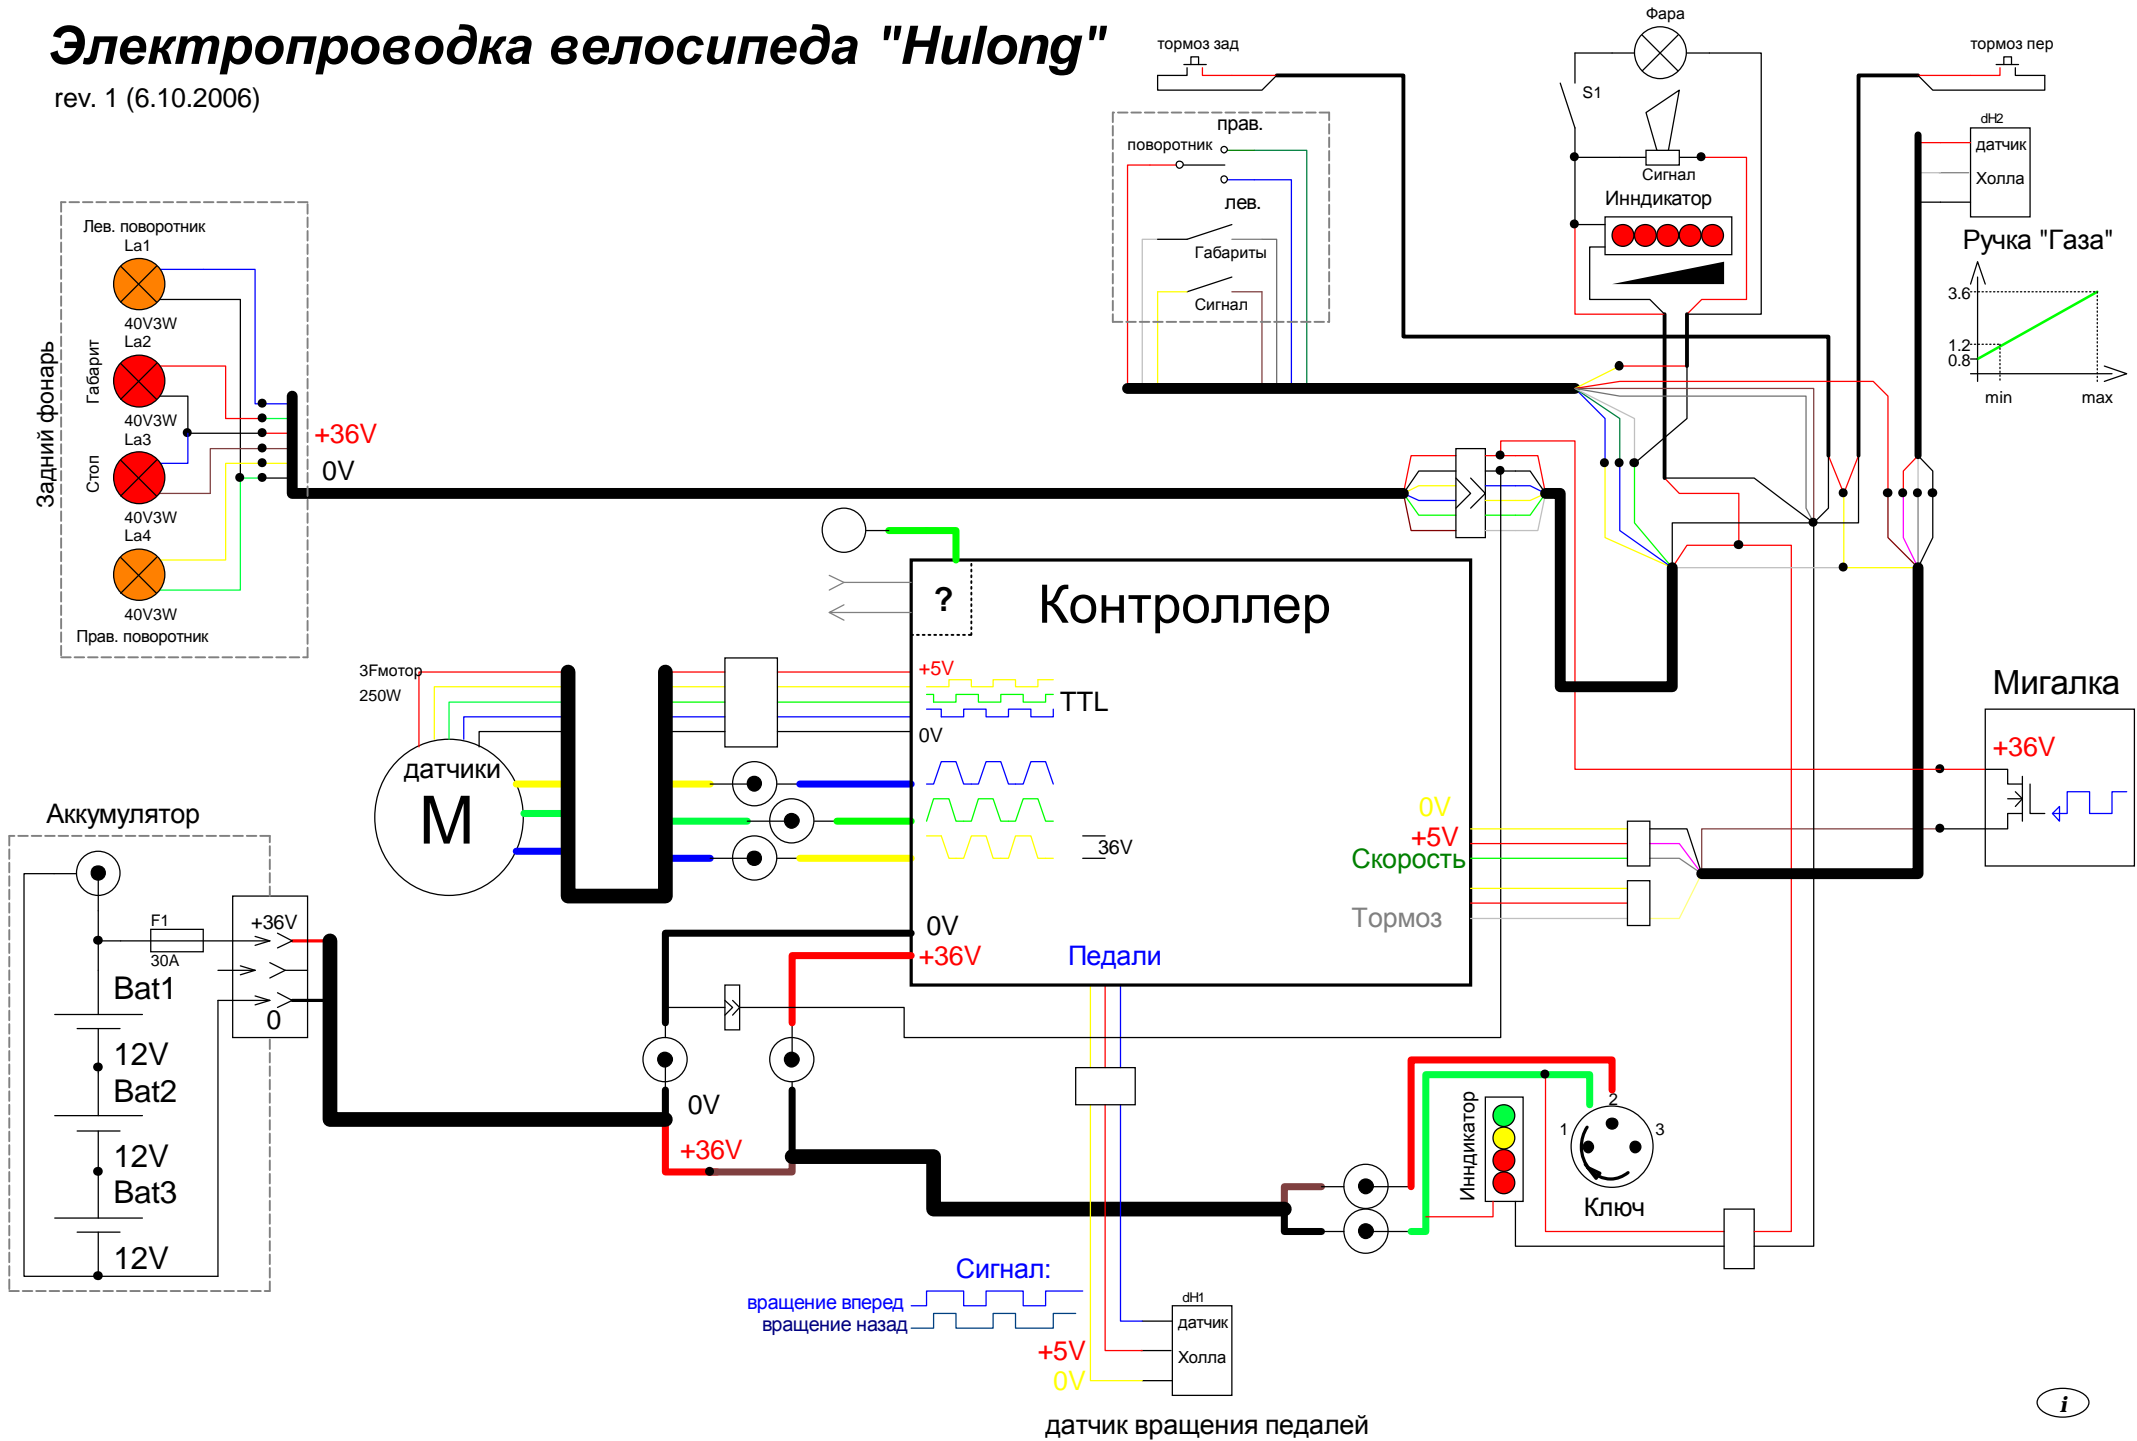 Электропроводка велосипеда "Hulong"
rev. 1 (6.10.2006)
тормоз зад
Фара
тормоз пер
S1
прав.
поворотник
лев.
Габариты
Сигнал
Сигнал
Инндикатор
dH2
датчик
Холла
Ручка "Газа"
3.6
1.2
0.8
min
max
Задний фонарь
Лев. поворотник
La1
40V3W
La2
Габарит
40V3W
La3
Стоп
40V3W
La4
40V3W
Прав. поворотник
+36V
0V
?
Контроллер
3Fмотор
250W
датчики
M
+5V
TTL
0V
36V
0V
+5V
Скорость
Тормоз
0V
+36V
Педали
Мигалка
+36V
Аккумулятор
F1
30A
+36V
0
Bat1
12V
Bat2
12V
Bat3
12V
0V
+36V
Инндикатор
1
2
3
Ключ
Сигнал:
вращение вперед
вращение назад
+5V
0V
dH1
датчик
Холла
датчик вращения педалей
i